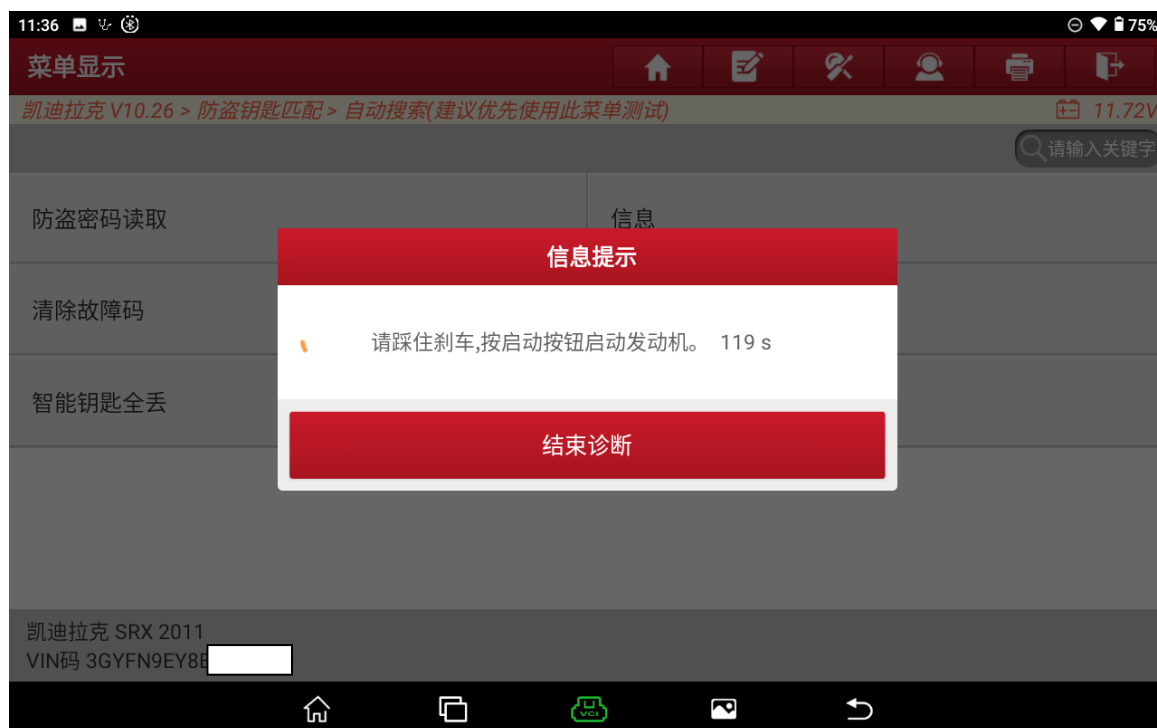 11:36 75%
菜单显示
凯迪拉克 V10.26 > 防盗钥匙匹配 > 自动搜索(建议优先使用此菜单测试) 11.72V
请输入关键字
防盗密码读取 信息
信息提示
清除故障码
请踩住刹车,按启动按钮启动发动机。 119 s
智能钥匙全丢
结束诊断
凯迪拉克 SRX 2011
VIN码 3GYFN9EY8
VCI